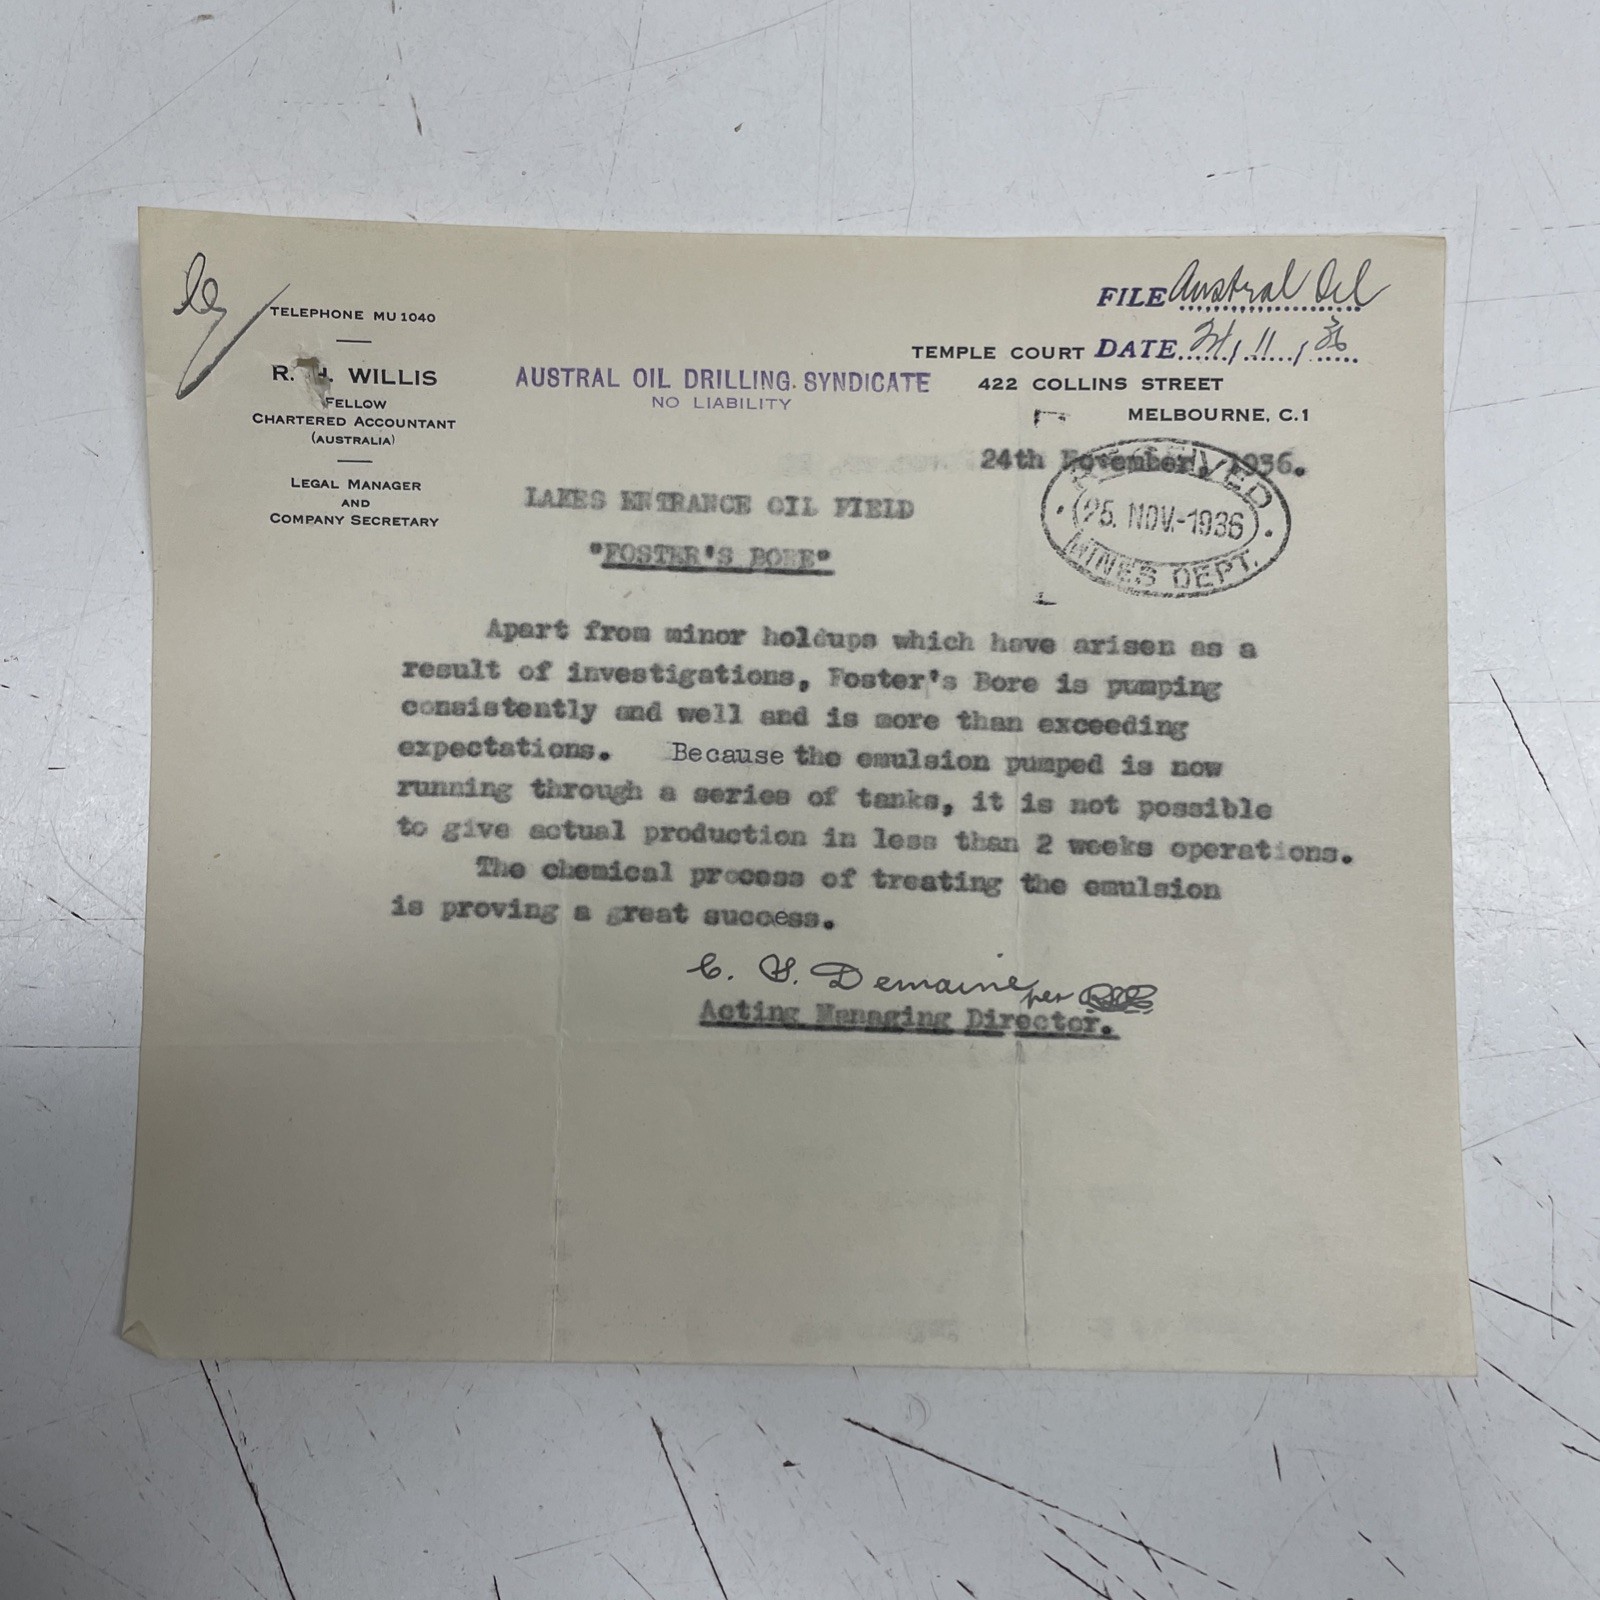 FILE Austral Oil
TELEPHONE MU 1040
TEMPLE COURT DATE 24/11/36
R. H. WILLIS
AUSTRAL OIL DRILLING SYNDICATE
422 COLLINS STREET
FELLOW
NO LIABILITY
CHARTERED ACCOUNTANT
MELBOURNE, C.1
(AUSTRALIA)
24th November, 1936.
RECEIVED
25. NOV.-1936
MINES DEPT.
LEGAL MANAGER
AND
COMPANY SECRETARY
LAKES ENTRANCE OIL FIELD
"FOSTER'S BORE"
Apart from minor holdups which have arisen as a
result of investigations, Foster's Bore is pumping
consistently and well and is more than exceeding
expectations. Because the emulsion pumped is now
running through a series of tanks, it is not possible
to give actual production in less than 2 weeks operations.
The chemical process of treating the emulsion
is proving a great success.
C. S. Demaine per
Acting Managing Director.